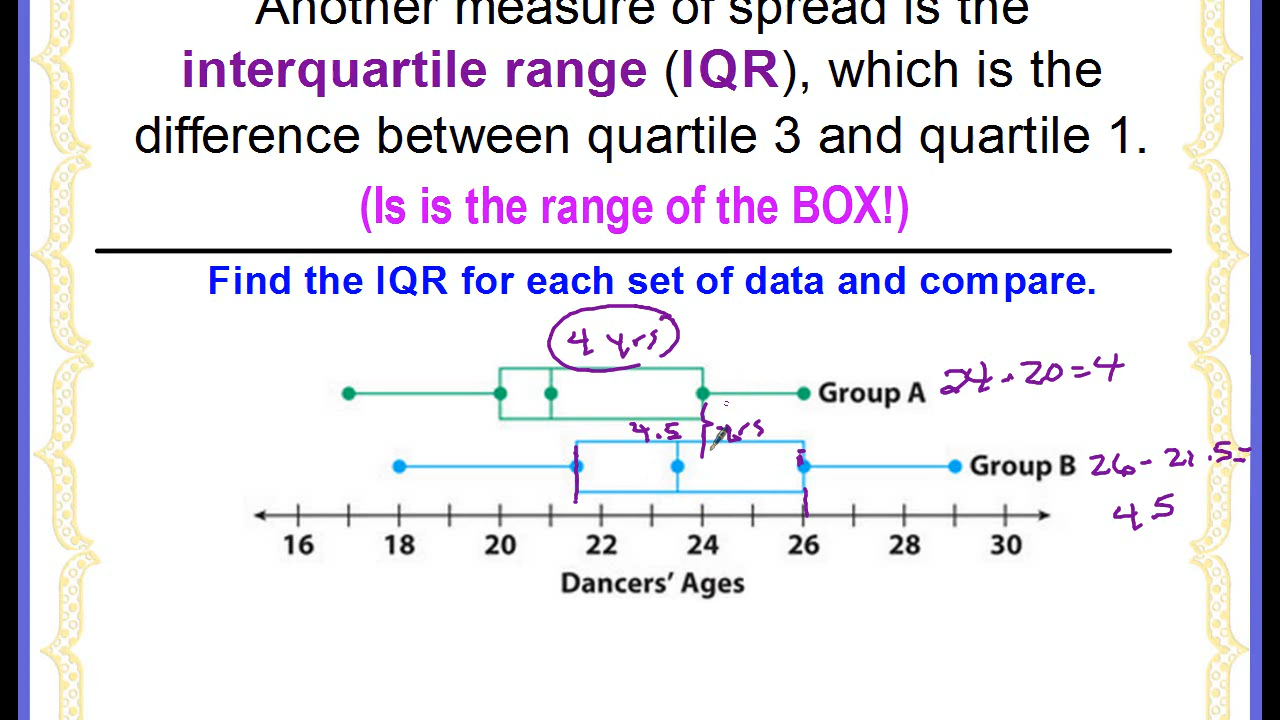 Another measure of spread is the
interquartile range (IQR), which is the
difference between quartile 3 and quartile 1.
(Is is the range of the BOX!)
Find the IQR for each set of data and compare.
4 yrs
Group A 24 - 20 = 4
4.5 yrs
Group B 26 - 21.5 =
4 5
16 18 20 22 24 26 28 30
Dancers' Ages